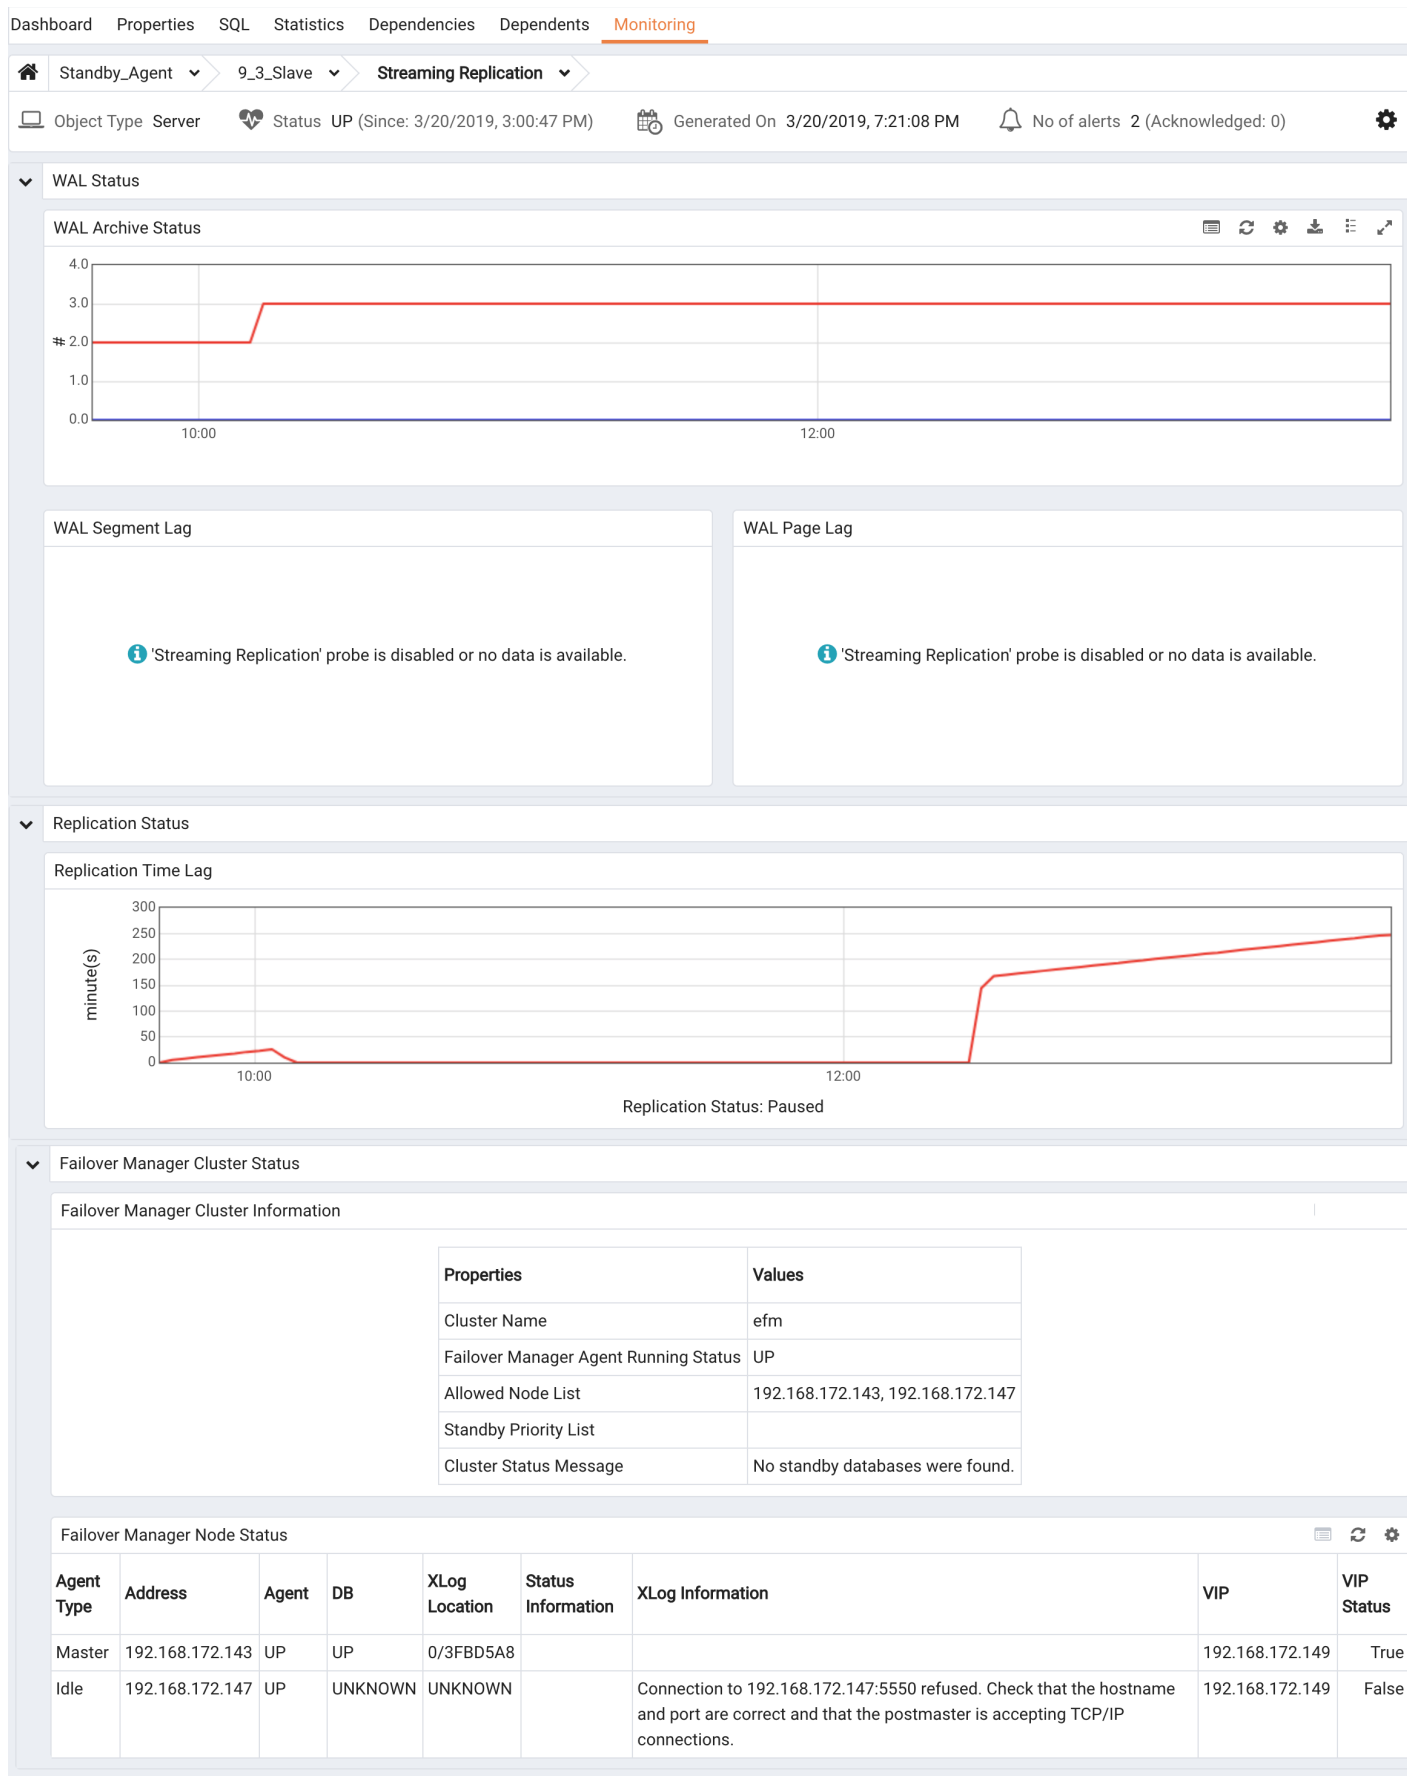 Dashboard Properties SQL Statistics Dependencies Dependents Monitoring
Standby_Agent 9_3_Slave Streaming Replication
Object Type Server Status UP (Since: 3/20/2019, 3:00:47 PM) Generated On 3/20/2019, 7:21:08 PM No of alerts 2 (Acknowledged: 0)
WAL Status
WAL Archive Status
4.0
3.0
# 2.0
1.0
0.0
10:00 12:00
WAL Segment Lag WAL Page Lag
'Streaming Replication' probe is disabled or no data is available. 'Streaming Replication' probe is disabled or no data is available.
Replication Status
Replication Time Lag
minute(s)
300
250
200
150
100
50
0
10:00 12:00
Replication Status: Paused
Failover Manager Cluster Status
Failover Manager Cluster Information
Properties Values
Cluster Name efm
Failover Manager Agent Running Status UP
Allowed Node List 192.168.172.143, 192.168.172.147
Standby Priority List
Cluster Status Message No standby databases were found.
Failover Manager Node Status
Agent Type Address Agent DB XLog Location Status Information XLog Information VIP VIP Status
Master 192.168.172.143 UP UP 0/3FBD5A8 192.168.172.149 True
Idle 192.168.172.147 UP UNKNOWN UNKNOWN Connection to 192.168.172.147:5550 refused. Check that the hostname 192.168.172.149 False
and port are correct and that the postmaster is accepting TCP/IP
connections.